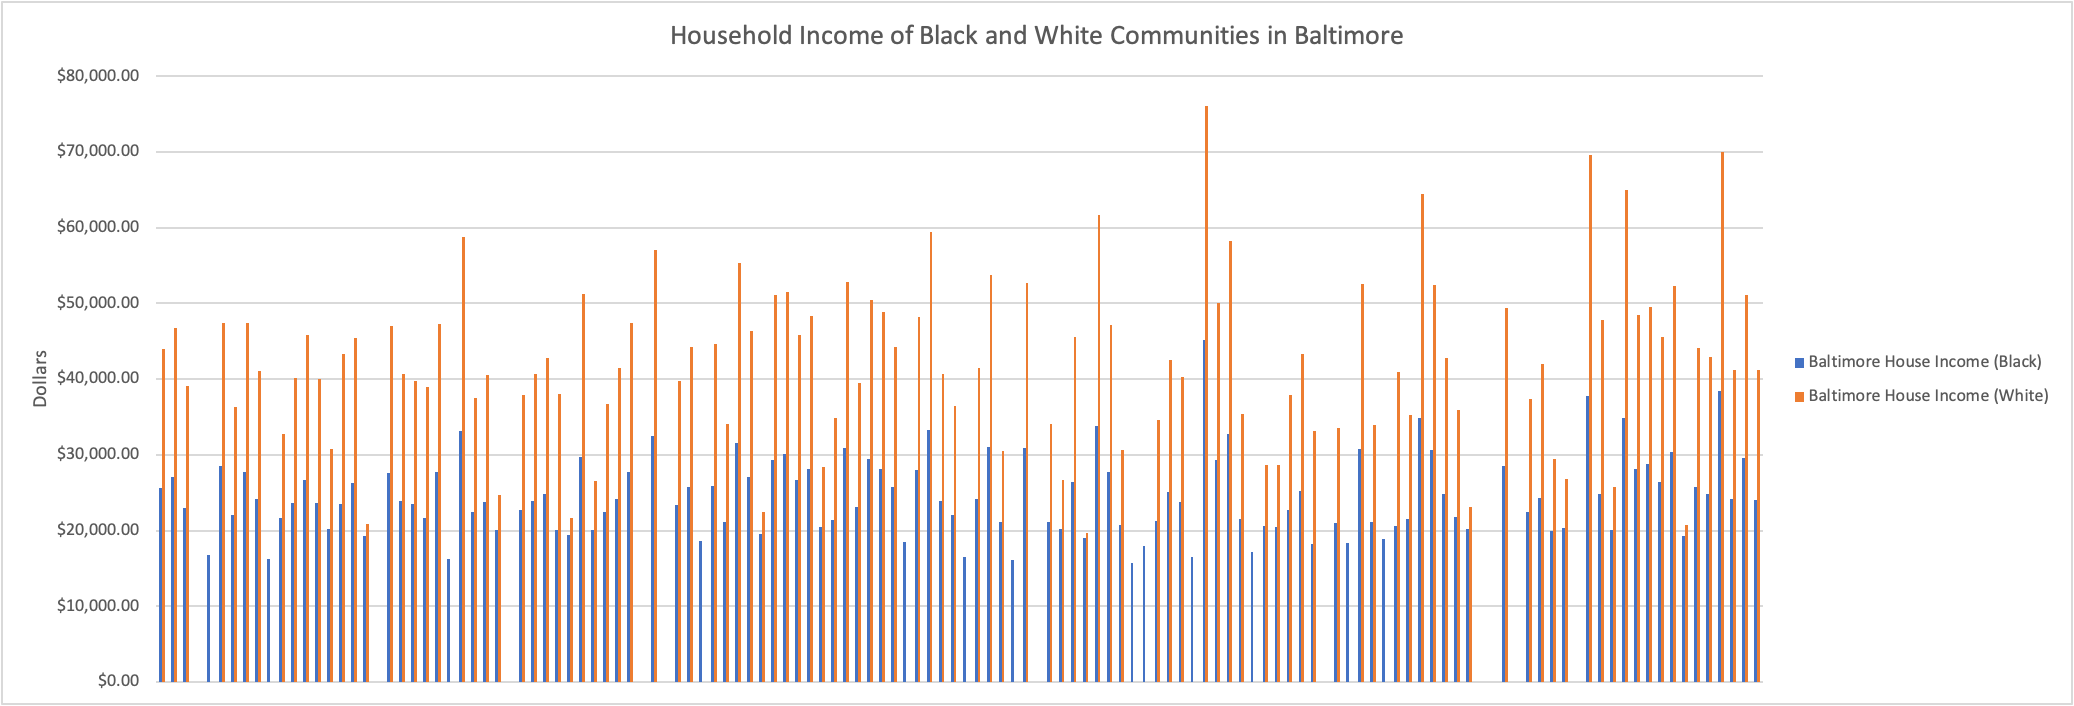 Household Income of Black and White Communities in Baltimore
$80,000.00
$70,000.00
$60,000.00
$50,000.00
$40,000.00
$30,000.00
$20,000.00
$10,000.00
$0.00
Dollars
Baltimore House Income (Black)
Baltimore House Income (White)